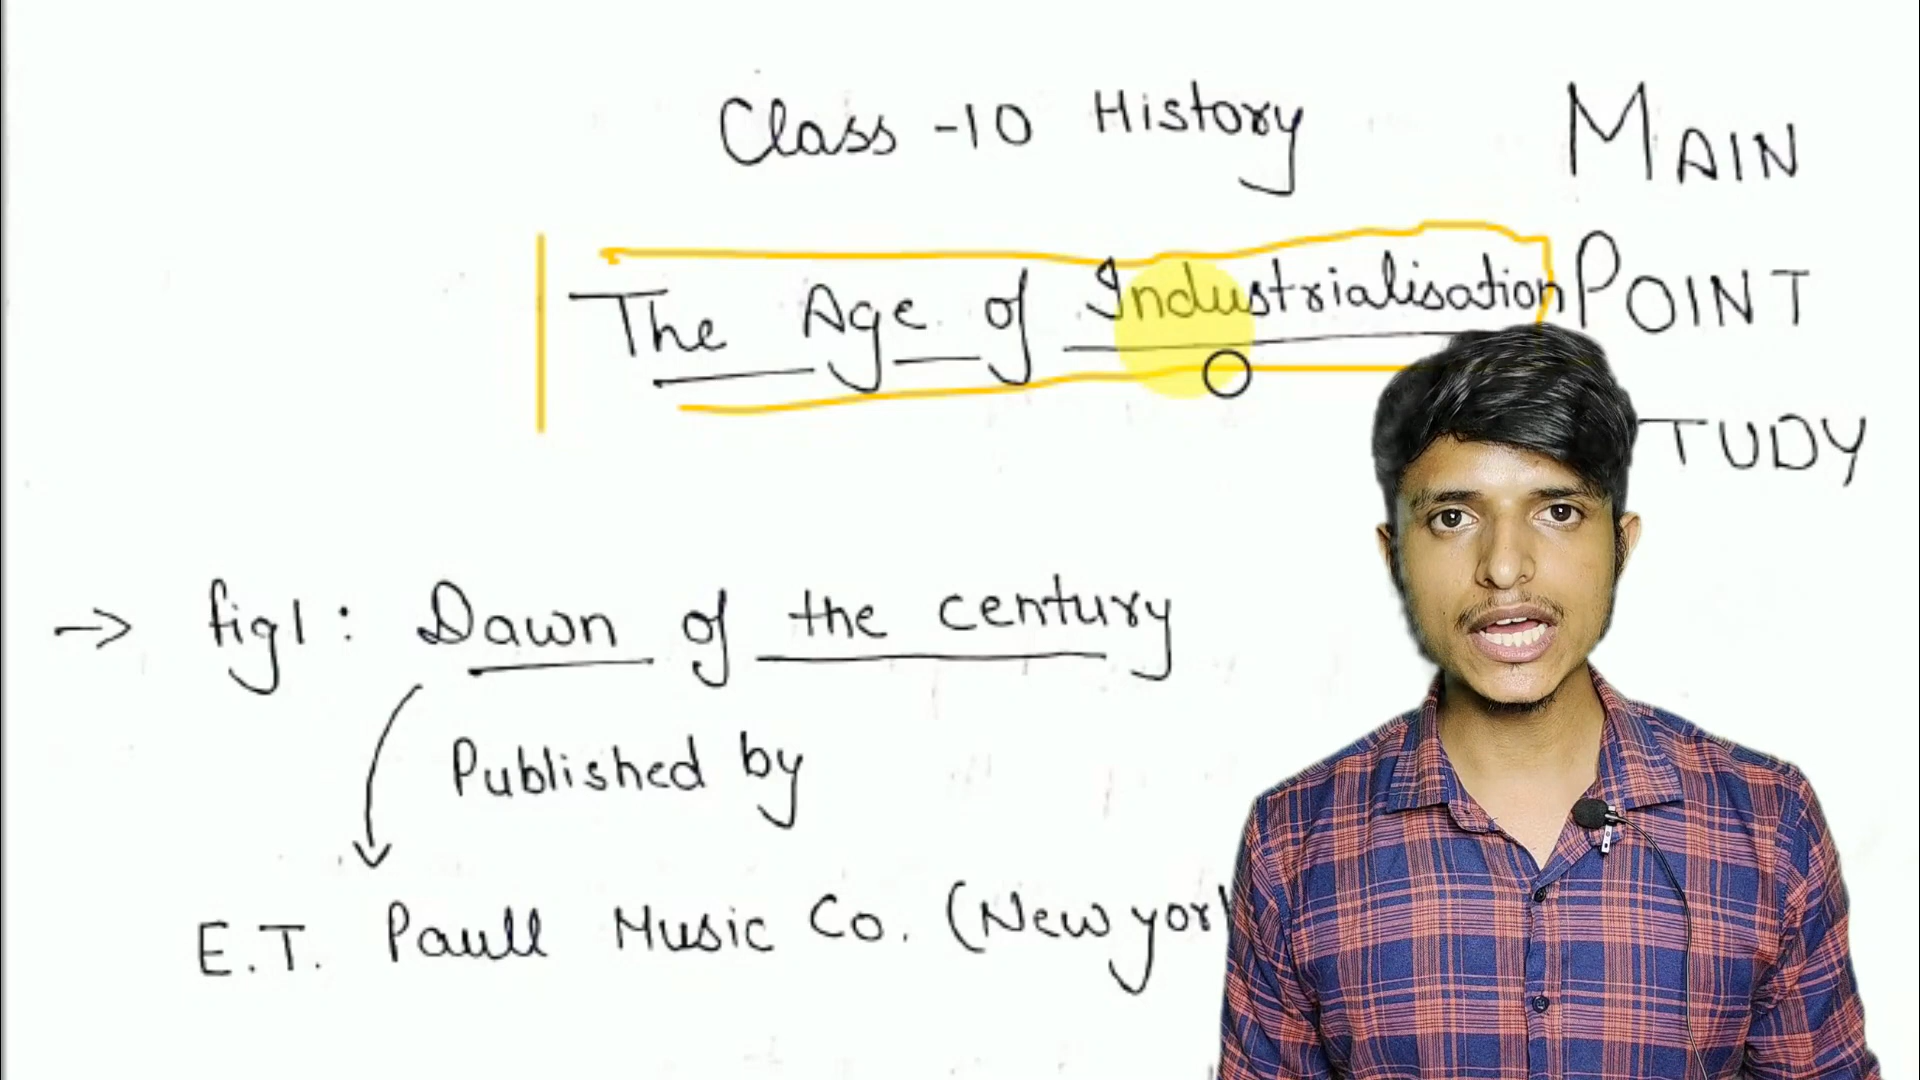 Class -10 History
MAIN
The Age of Industrialisation
POINT
TUDY
→ fig1: Dawn of the century
Published by
E.T. Paull Music Co. (New yor